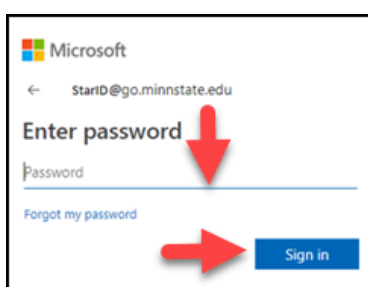 Microsoft
← StarID@go.minnstate.edu
Enter password
Password
Forgot my password
Sign in